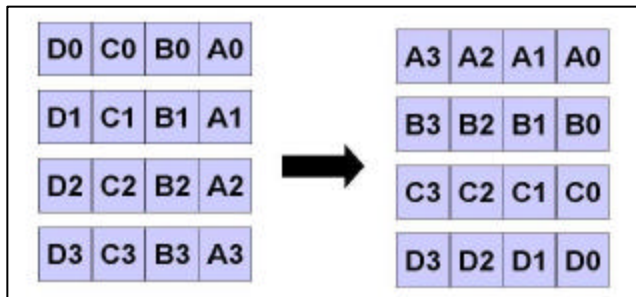 D0 C0 B0 A0
D1 C1 B1 A1
D2 C2 B2 A2
D3 C3 B3 A3
A3 A2 A1 A0
B3 B2 B1 B0
C3 C2 C1 C0
D3 D2 D1 D0